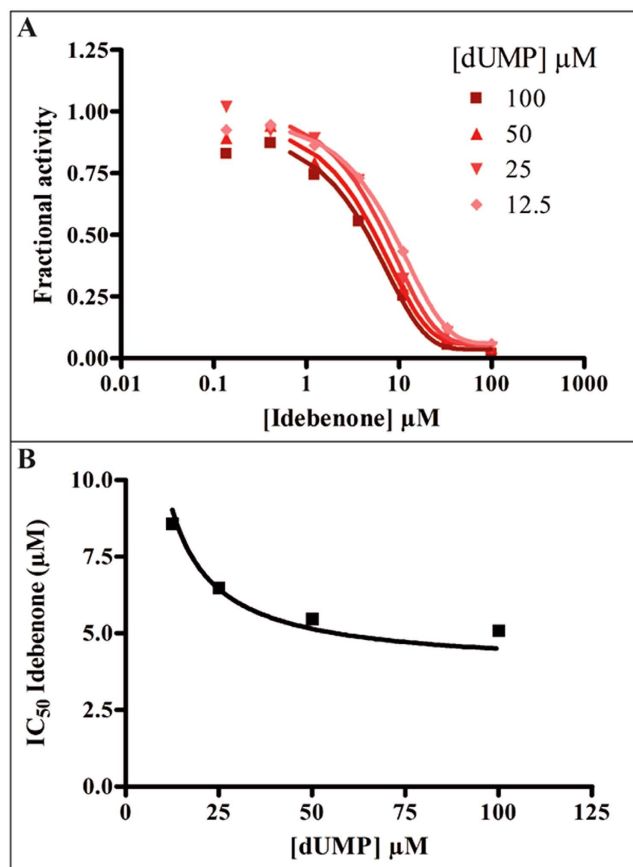 A
1.25
1.00
0.75
0.50
0.25
0.00
Fractional activity
0.01 0.1 1 10 100 1000
[Idebenone] µM
[dUMP] µM
100
50
25
12.5
B
10.0
7.5
5.0
2.5
0.0
IC₅₀ Idebenone (µM)
0 25 50 75 100 125
[dUMP] µM